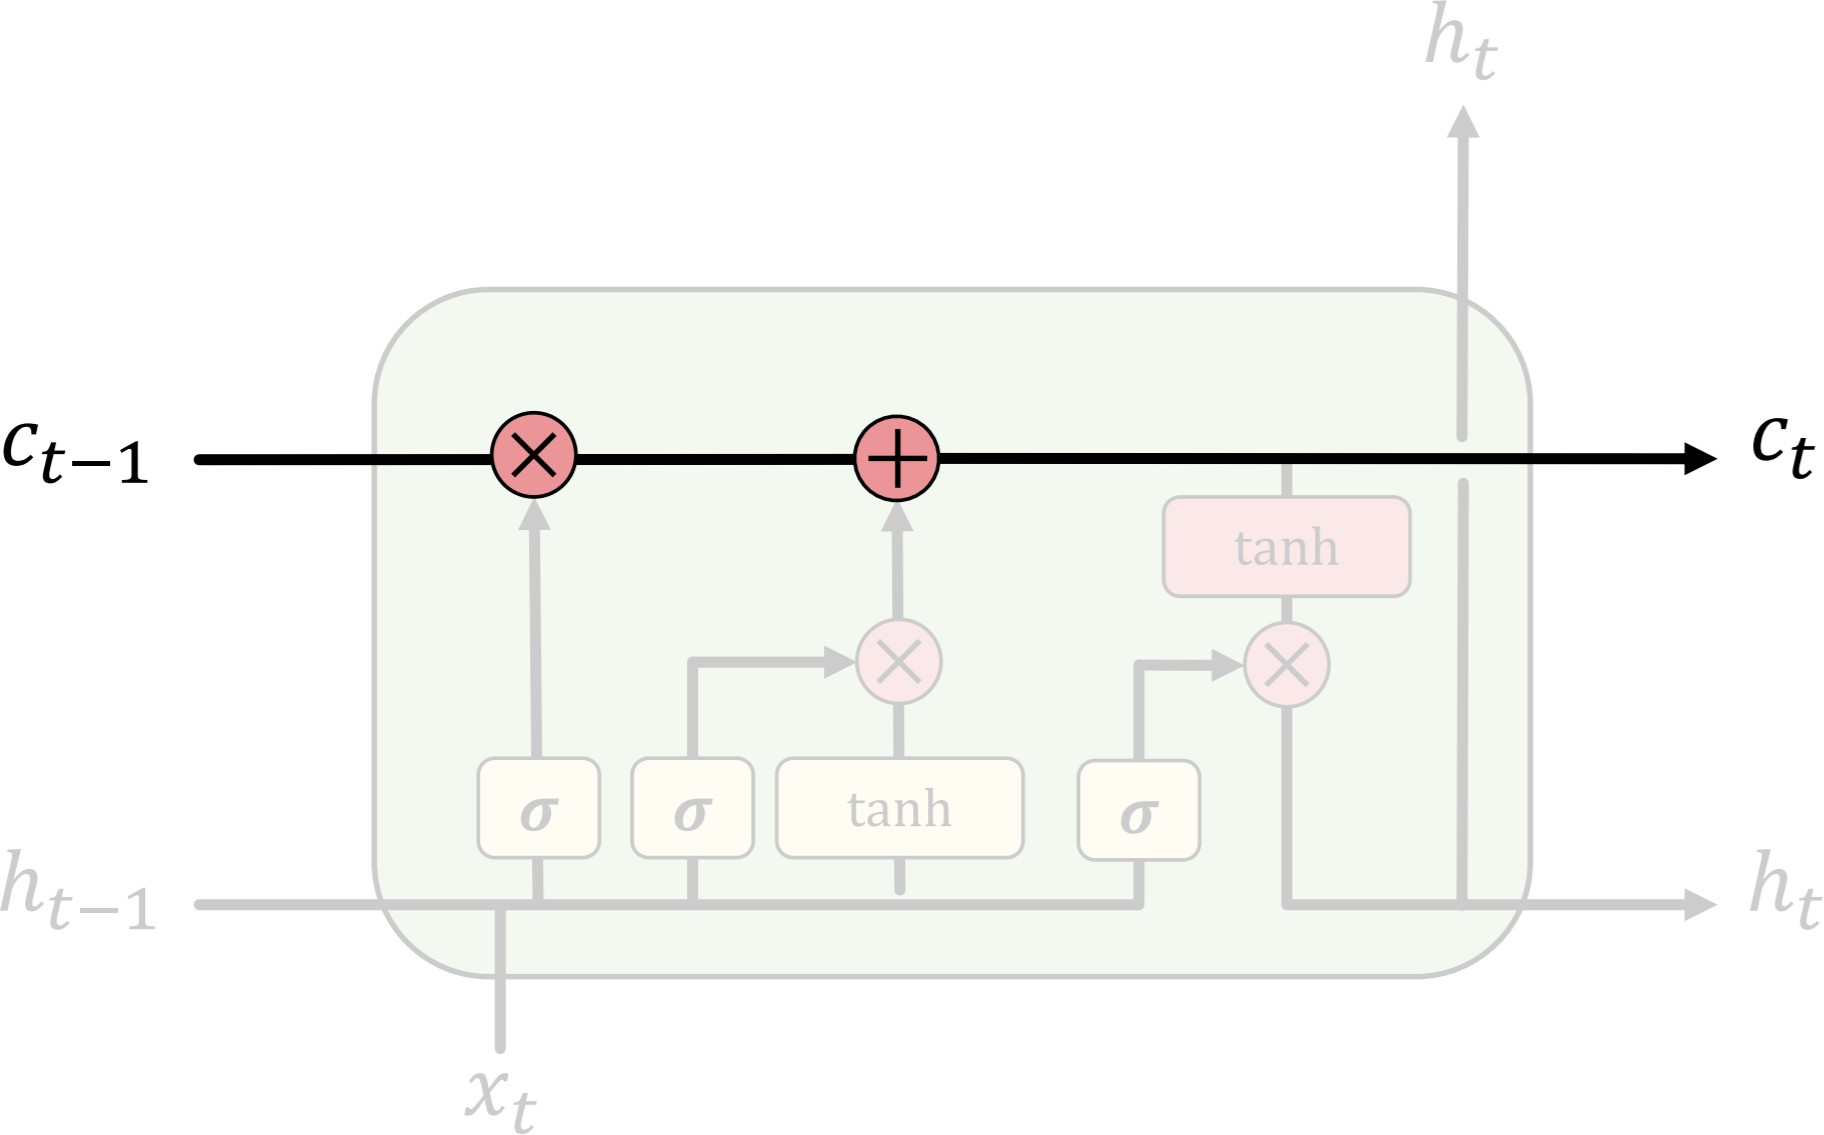 h_t
c_{t-1}
×
+
c_t
tanh
×
×
σ
σ
tanh
σ
h_{t-1}
h_t
x_t